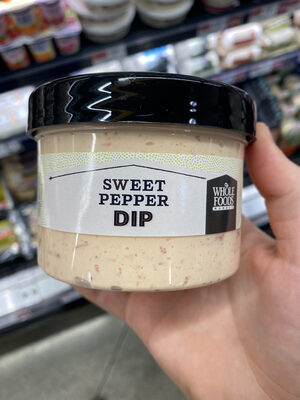 SWEET
PEPPER
DIP
WHOLE
FOODS
MARKET